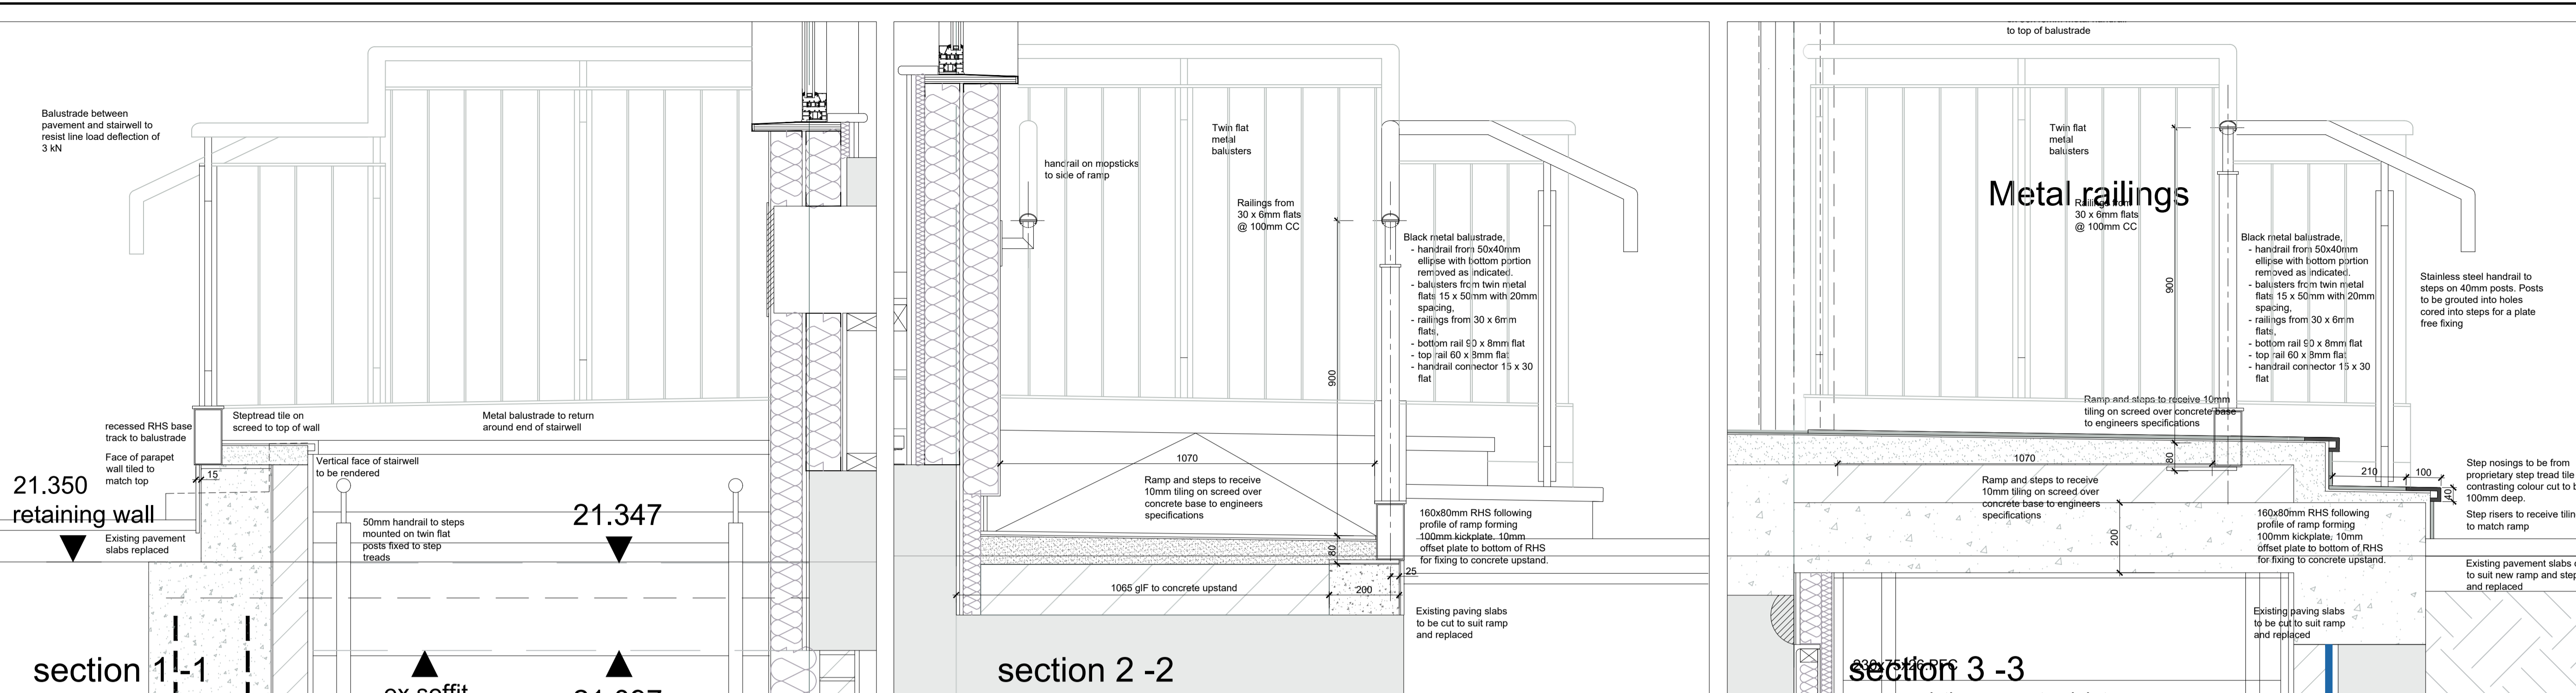 Balustrade between
pavement and stairwell to
resist line load deflection of
3 kN
recessed RHS base
track to balustrade
Face of parapet
wall tiled to
match top
Steptread tile on
screed to top of wall
Metal balustrade to return
around end of stairwell
Vertical face of stairwell
to be rendered
15
21.350
retaining wall
Existing pavement
slabs replaced
50mm handrail to steps
mounted on twin flat
posts fixed to step
treads
21.347
section 1 -1
ex soffit
handrail on mopsticks
to side of ramp
Twin flat
metal
balusters
Railings from
30 x 6mm flats
@ 100mm CC
Black metal balustrade,
- handrail from 50x40mm
ellipse with bottom portion
removed as indicated.
- balusters from twin metal
flats 15 x 50mm with 20mm
spacing,
- railings from 30 x 6mm
flats,
- bottom rail 90 x 8mm flat
- top rail 60 x 8mm flat
- handrail connector 15 x 30
flat
900
1070
Ramp and steps to receive
10mm tiling on screed over
concrete base to engineers
specifications
160x80mm RHS following
profile of ramp forming
100mm kickplate. 10mm
offset plate to bottom of RHS
for fixing to concrete upstand.
80
25
1065 glF to concrete upstand
200
Existing paving slabs
to be cut to suit ramp
and replaced
section 2 -2
to top of balustrade
Twin flat
metal
balusters
Metal railings
Railings from
30 x 6mm flats
@ 100mm CC
Black metal balustrade,
- handrail from 50x40mm
ellipse with bottom portion
removed as indicated.
- balusters from twin metal
flats 15 x 50mm with 20mm
spacing,
- railings from 30 x 6mm
flats,
- bottom rail 90 x 8mm flat
- top rail 60 x 8mm flat
- handrail connector 15 x 30
flat
900
Stainless steel handrail to
steps on 40mm posts. Posts
to be grouted into holes
cored into steps for a plate
free fixing
Ramp and steps to receive 10mm
tiling on screed over concrete base
to engineers specifications
1070
80
210
100
40
Ramp and steps to receive
10mm tiling on screed over
concrete base to engineers
specifications
200
160x80mm RHS following
profile of ramp forming
100mm kickplate. 10mm
offset plate to bottom of RHS
for fixing to concrete upstand.
Step nosings to be from
proprietary step tread tile
contrasting colour cut to
100mm deep.
Step risers to receive
to match ramp
Existing pavement slabs
to suit new ramp and
and replaced
Existing paving slabs
to be cut to suit ramp
and replaced
230x75x26 PFC
section 3 -3